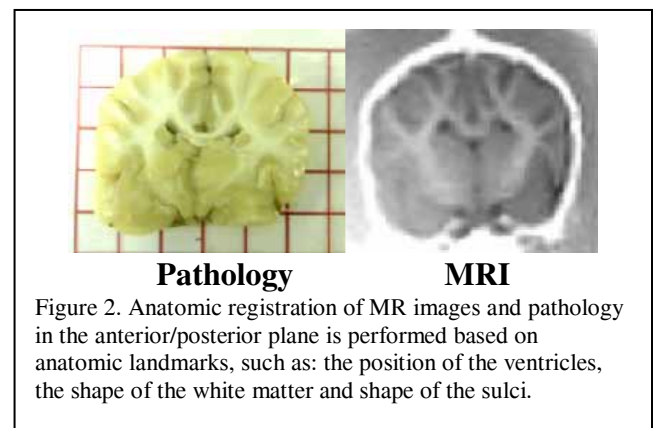 Pathology MRI
Figure 2. Anatomic registration of MR images and pathology
in the anterior/posterior plane is performed based on
anatomic landmarks, such as: the position of the ventricles,
the shape of the white matter and shape of the sulci.